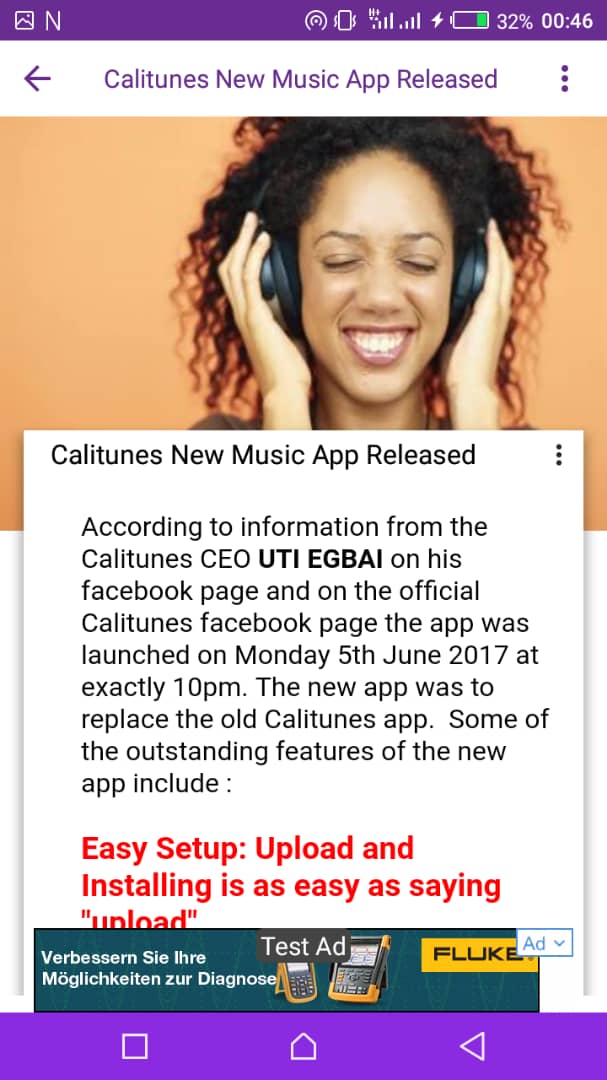 N 32% 00:46
Calitunes New Music App Released
Calitunes New Music App Released
According to information from the
Calitunes CEO UTI EGBAI on his
facebook page and on the official
Calitunes facebook page the app was
launched on Monday 5th June 2017 at
exactly 10pm. The new app was to
replace the old Calitunes app.  Some of
the outstanding features of the new
app include :
Easy Setup: Upload and
Installing is as easy as saying
"upload"
Test Ad
Verbessern Sie Ihre
Möglichkeiten zur Diagnose
FLUKE
Ad